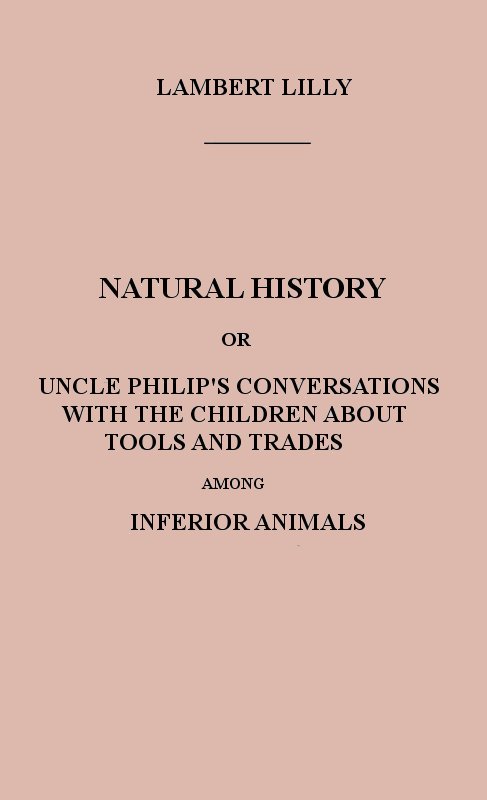 LAMBERT LILLY
NATURAL HISTORY
OR
UNCLE PHILIP'S CONVERSATIONS
WITH THE CHILDREN ABOUT
TOOLS AND TRADES
AMONG
INFERIOR ANIMALS